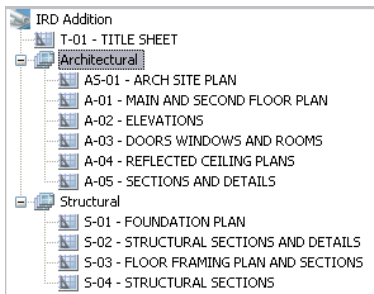 IRD Addition
T-01 - TITLE SHEET
Architectural
AS-01 - ARCH SITE PLAN
A-01 - MAIN AND SECOND FLOOR PLAN
A-02 - ELEVATIONS
A-03 - DOORS WINDOWS AND ROOMS
A-04 - REFLECTED CEILING PLANS
A-05 - SECTIONS AND DETAILS
Structural
S-01 - FOUNDATION PLAN
S-02 - STRUCTURAL SECTIONS AND DETAILS
S-03 - FLOOR FRAMING PLAN AND SECTIONS
S-04 - STRUCTURAL SECTIONS